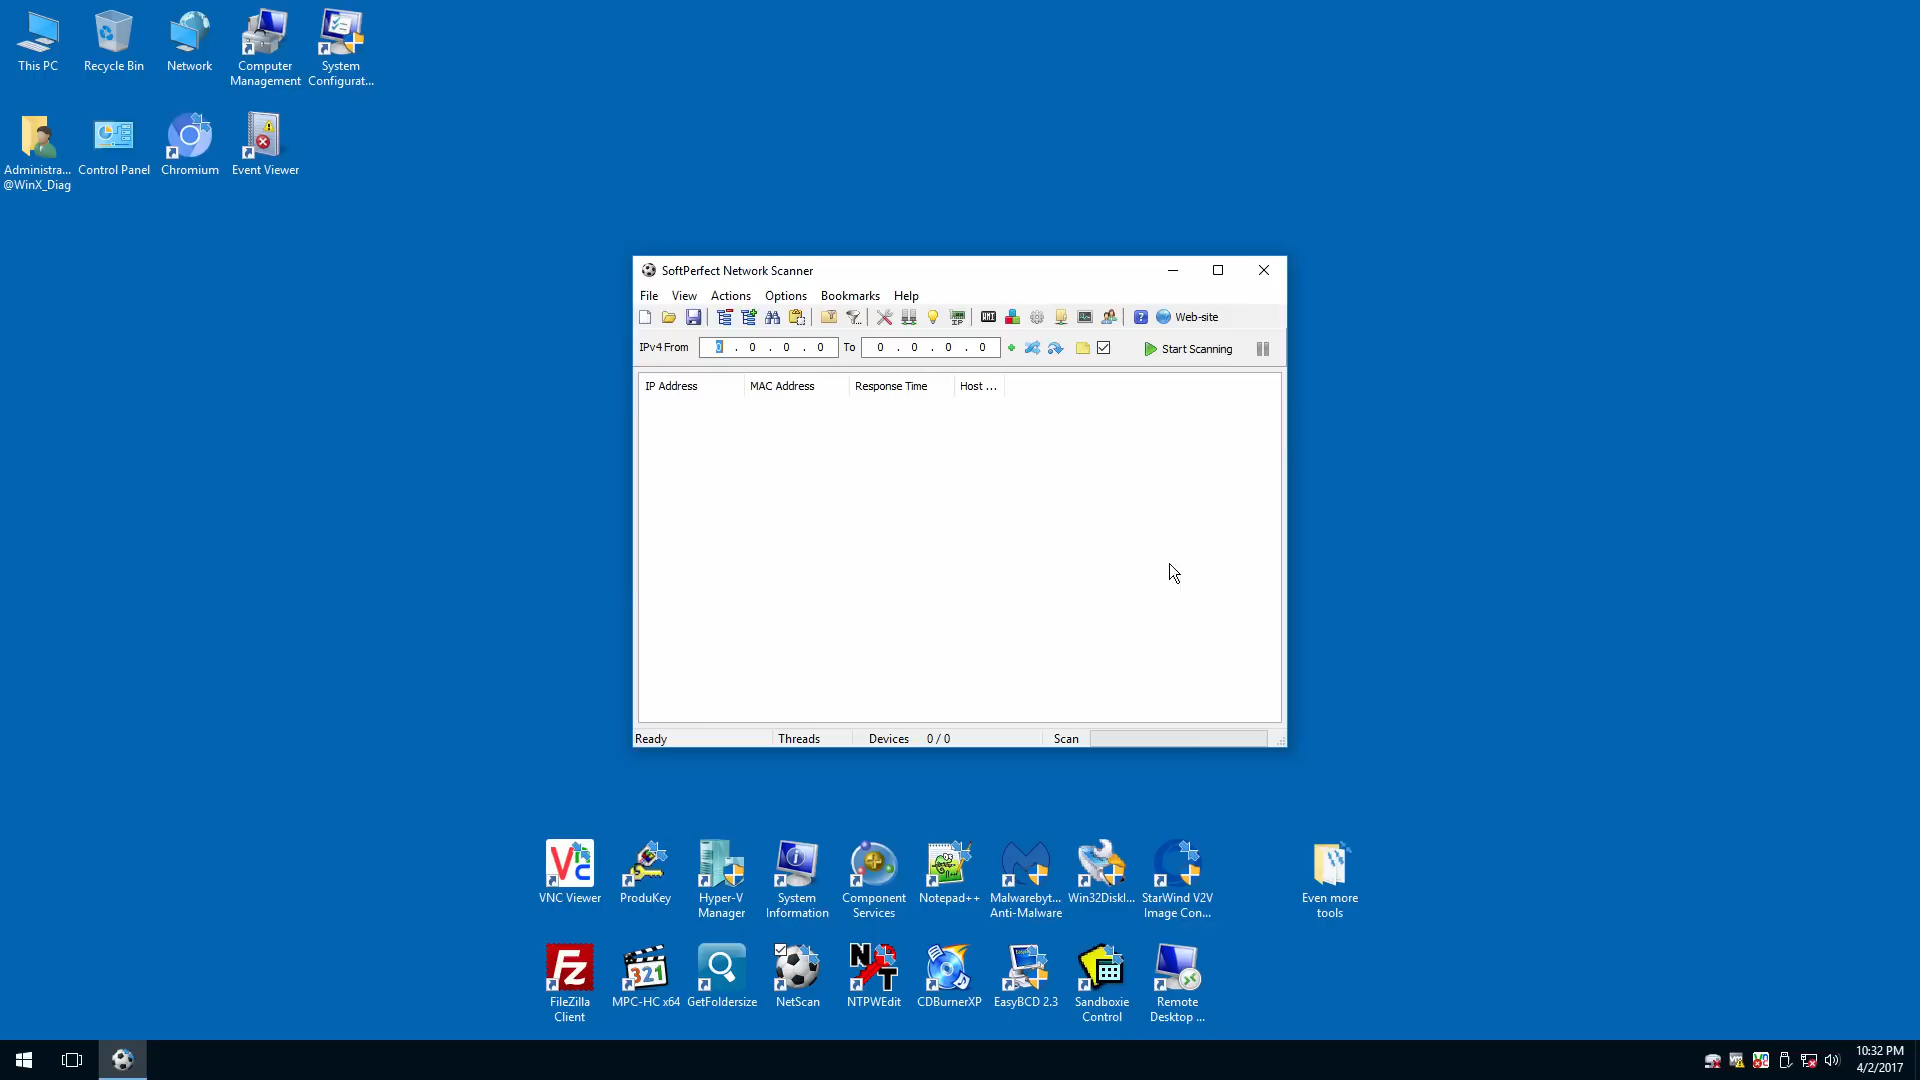 This PC
Recycle Bin
Network
Computer
Management
System
Configurat...
Administra...
@WinX_Diag
Control Panel
Chromium
Event Viewer
SoftPerfect Network Scanner
File View Actions Options Bookmarks Help
WMI
Web-site
IPv4 From 0 . 0 . 0 . 0 To 0 . 0 . 0 . 0 Start Scanning
IP Address MAC Address Response Time Host ...
Ready Threads Devices 0 / 0 Scan
VNC Viewer
ProduKey
Hyper-V
Manager
System
Information
Component
Services
Notepad++
Malwarebyt...
Anti-Malware
Win32DiskI...
StarWind V2V
Image Con...
Even more
tools
FileZilla
Client
MPC-HC x64
GetFoldersize
NetScan
NTPWEdit
CDBurnerXP
EasyBCD 2.3
Sandboxie
Control
Remote
Desktop ...
10:32 PM
4/2/2017